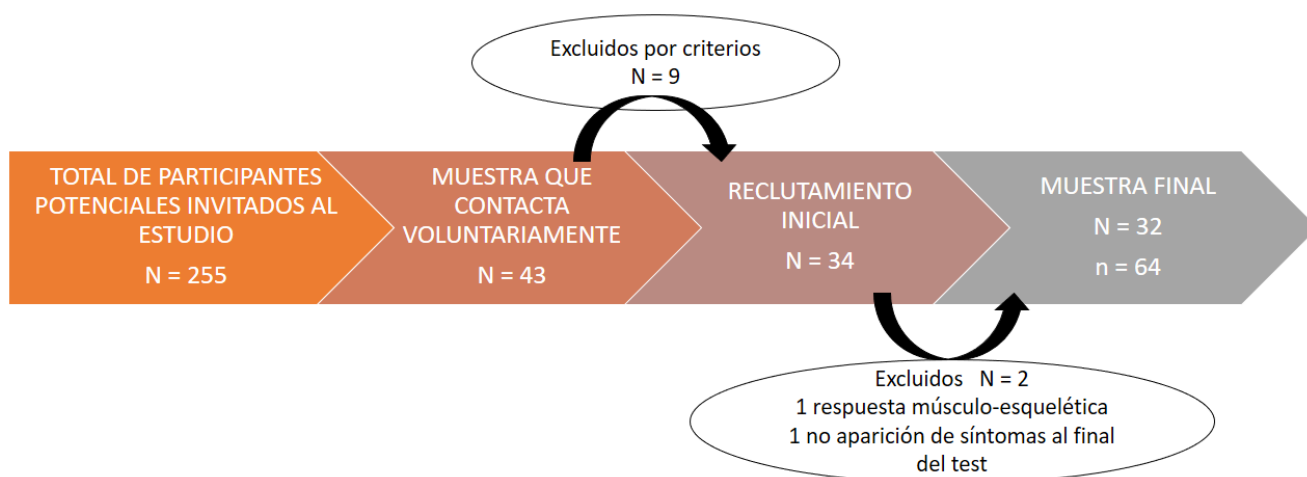 Excluidos por criterios
N = 9
TOTAL DE PARTICIPANTES
POTENCIALES INVITADOS AL
ESTUDIO
N = 255
MUESTRA QUE
CONTACTA
VOLUNTARIAMENTE
N = 43
RECLUTAMIENTO
INICIAL
N = 34
MUESTRA FINAL
N = 32
n = 64
Excluidos N = 2
1 respuesta músculo-esquelética
1 no aparición de síntomas al final
del test